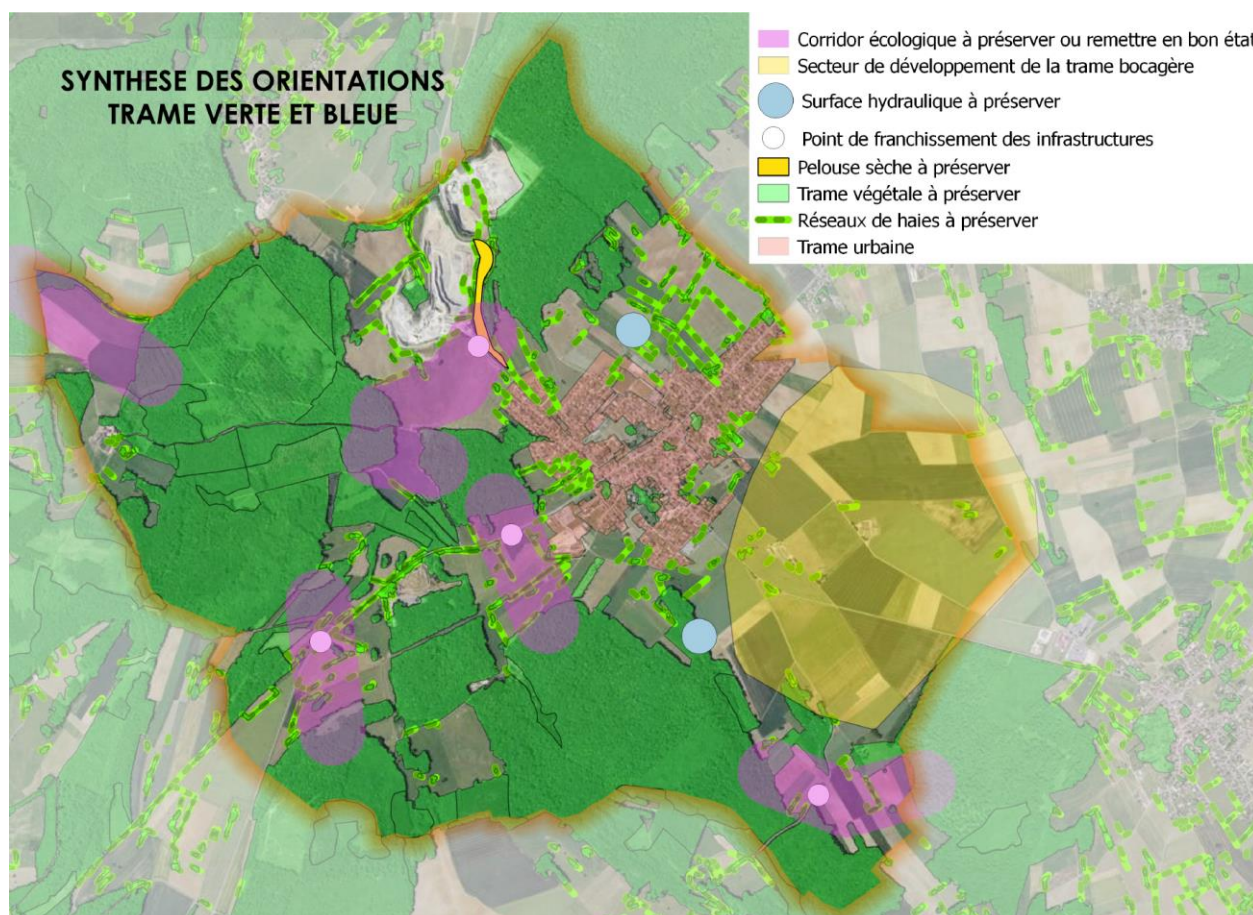 SYNTHESE DES ORIENTATIONS
TRAME VERTE ET BLEUE
Corridor écologique à préserver ou remettre en bon état
Secteur de développement de la trame bocagère
Surface hydraulique à préserver
Point de franchissement des infrastructures
Pelouse sèche à préserver
Trame végétale à préserver
Réseaux de haies à préserver
Trame urbaine